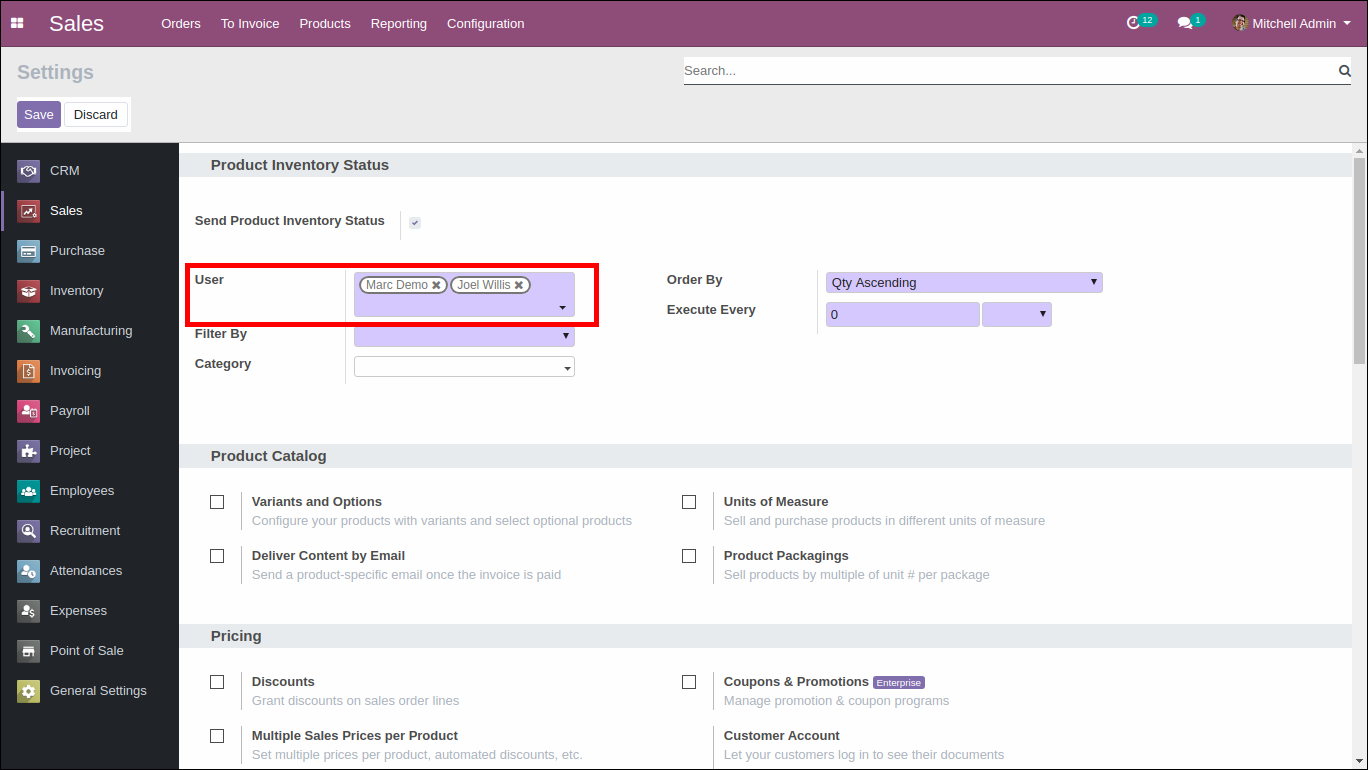 Sales Orders To Invoice Products Reporting Configuration 12 1 Mitchell Admin
Settings
Search...
Save Discard
CRM
Sales
Purchase
Inventory
Manufacturing
Invoicing
Payroll
Project
Employees
Recruitment
Attendances
Expenses
Point of Sale
General Settings
Product Inventory Status
Send Product Inventory Status
User Marc Demo Joel Willis
Filter By
Category
Order By Qty Ascending
Execute Every 0
Product Catalog
Variants and Options
Configure your products with variants and select optional products
Units of Measure
Sell and purchase products in different units of measure
Deliver Content by Email
Send a product-specific email once the invoice is paid
Product Packagings
Sell products by multiple of unit # per package
Pricing
Discounts
Grant discounts on sales order lines
Coupons & Promotions Enterprise
Manage promotion & coupon programs
Multiple Sales Prices per Product
Set multiple prices per product, automated discounts, etc.
Customer Account
Let your customers log in to see their documents